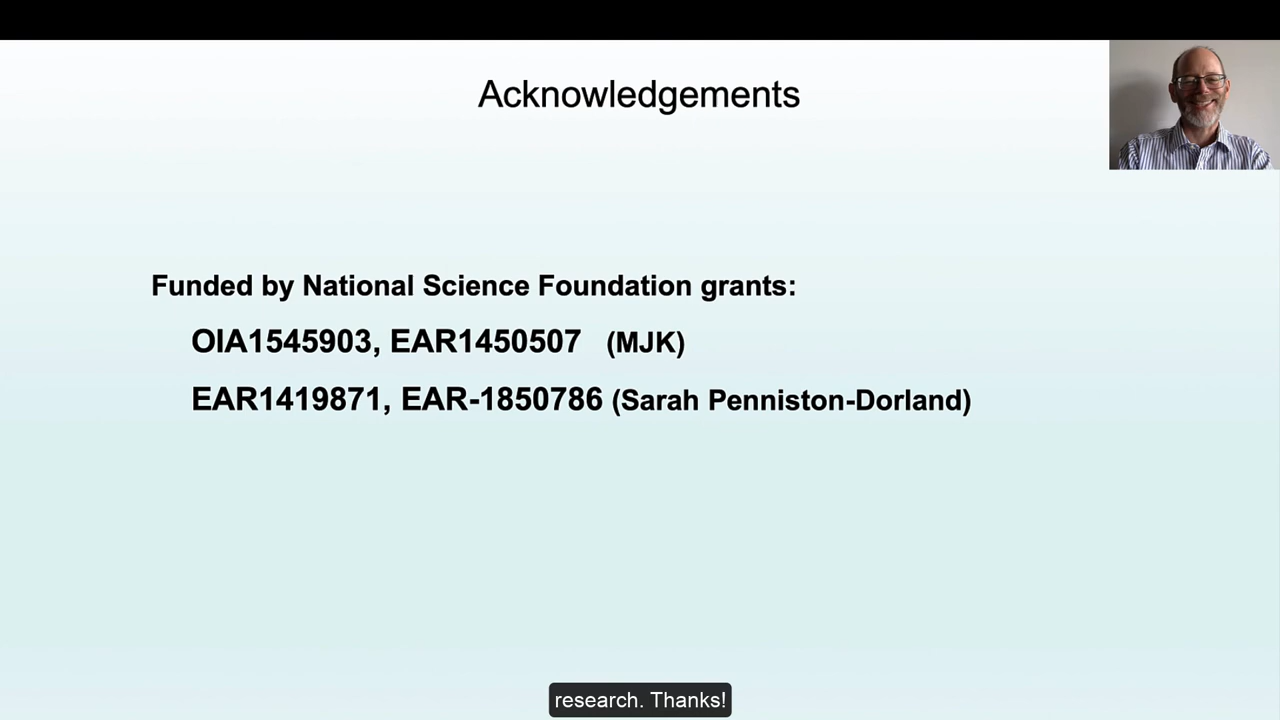 Acknowledgements
Funded by National Science Foundation grants:
OIA1545903, EAR1450507 (MJK)
EAR1419871, EAR-1850786 (Sarah Penniston-Dorland)
research. Thanks!